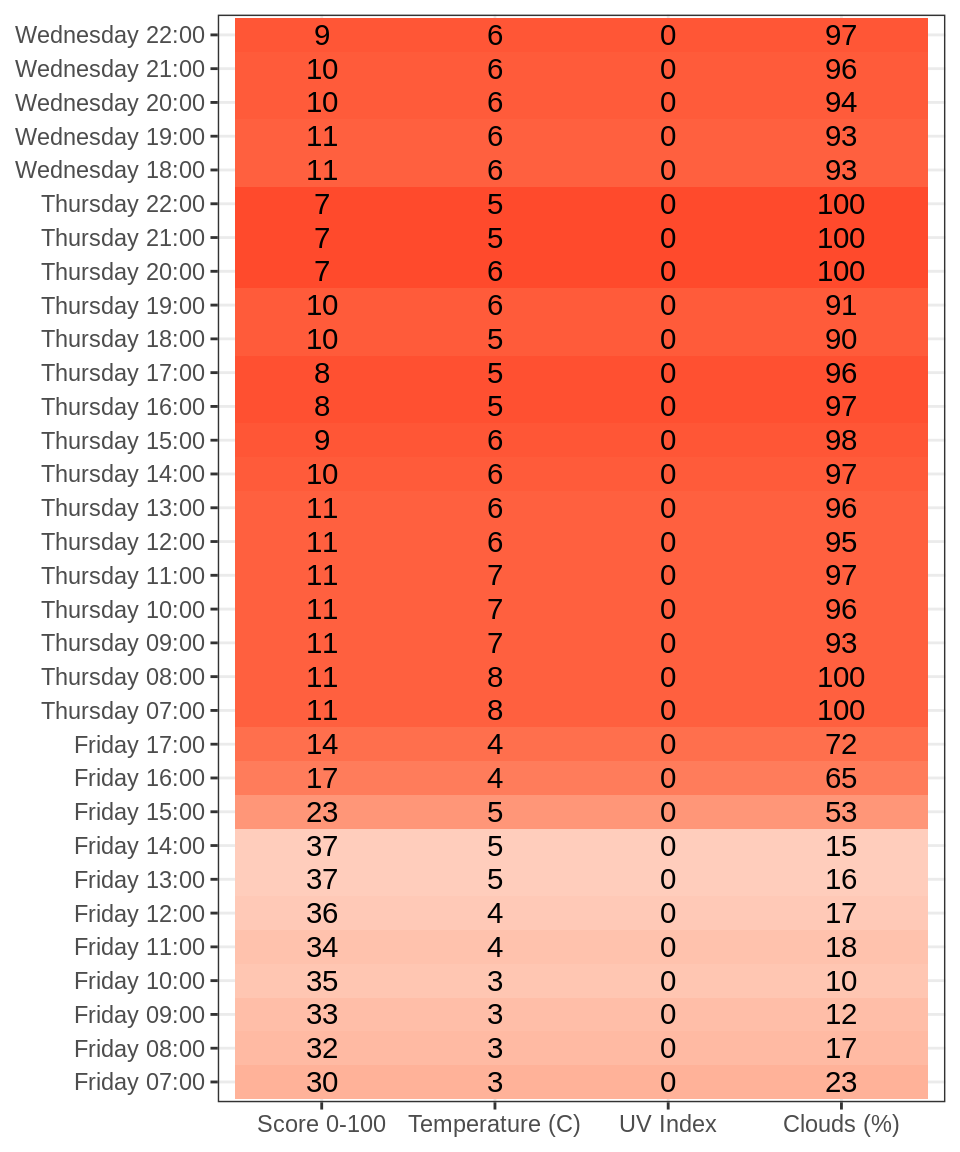 Wednesday 22:00 9 6 0 97
Wednesday 21:00 10 6 0 96
Wednesday 20:00 10 6 0 94
Wednesday 19:00 11 6 0 93
Wednesday 18:00 11 6 0 93
Thursday 22:00 7 5 0 100
Thursday 21:00 7 5 0 100
Thursday 20:00 7 6 0 100
Thursday 19:00 10 6 0 91
Thursday 18:00 10 5 0 90
Thursday 17:00 8 5 0 96
Thursday 16:00 8 5 0 97
Thursday 15:00 9 6 0 98
Thursday 14:00 10 6 0 97
Thursday 13:00 11 6 0 96
Thursday 12:00 11 6 0 95
Thursday 11:00 11 7 0 97
Thursday 10:00 11 7 0 96
Thursday 09:00 11 7 0 93
Thursday 08:00 11 8 0 100
Thursday 07:00 11 8 0 100
Friday 17:00 14 4 0 72
Friday 16:00 17 4 0 65
Friday 15:00 23 5 0 53
Friday 14:00 37 5 0 15
Friday 13:00 37 5 0 16
Friday 12:00 36 4 0 17
Friday 11:00 34 4 0 18
Friday 10:00 35 3 0 10
Friday 09:00 33 3 0 12
Friday 08:00 32 3 0 17
Friday 07:00 30 3 0 23
Score 0-100 Temperature (C) UV Index Clouds (%)